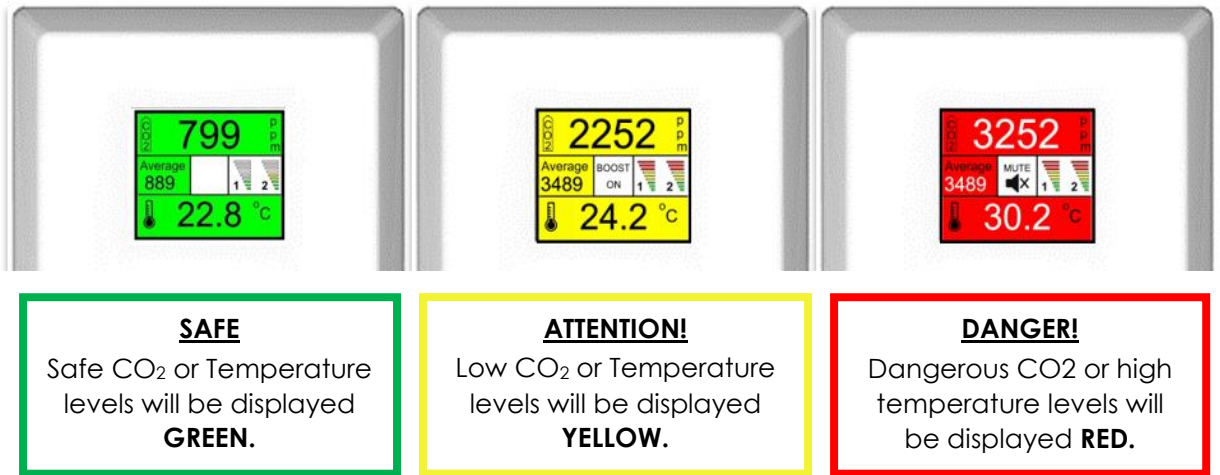 CO2 799 ppm
Average
889
1 2
22.8 °C
CO2 2252 ppm
Average
3489
BOOST
ON
1 2
24.2 °C
CO2 3252 ppm
Average
3489
MUTE
1 2
30.2 °C
SAFE
Safe CO₂ or Temperature
levels will be displayed
GREEN.
ATTENTION!
Low CO₂ or Temperature
levels will be displayed
YELLOW.
DANGER!
Dangerous CO2 or high
temperature levels will
be displayed RED.